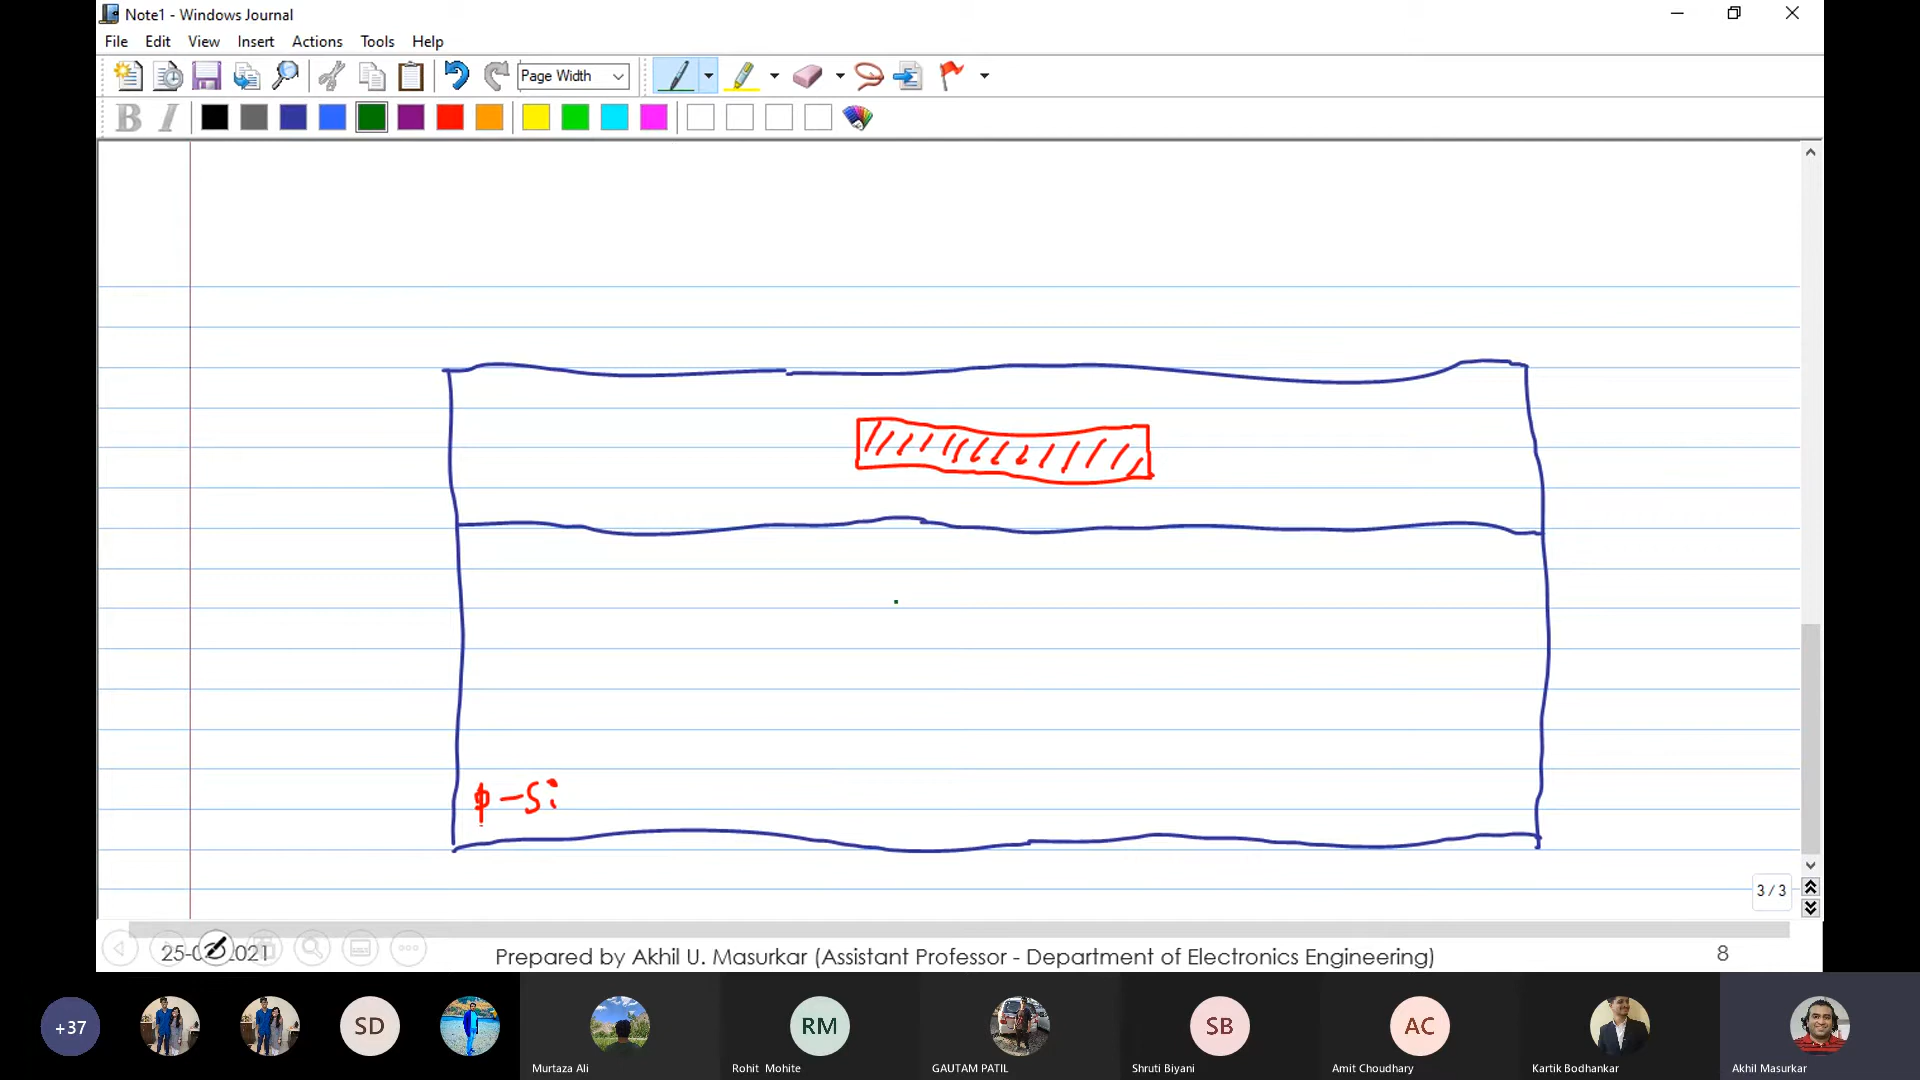 Note1 - Windows Journal
File Edit View Insert Actions Tools Help
Page Width
B I
p-Si
3 / 3
Prepared by Akhil U. Masurkar (Assistant Professor - Department of Electronics Engineering)
8
+37
SD
RM
SB
AC
Murtaza Ali
Rohit Mohite
GAUTAM PATIL
Shruti Biyani
Amit Choudhary
Kartik Bodhankar
Akhil Masurkar